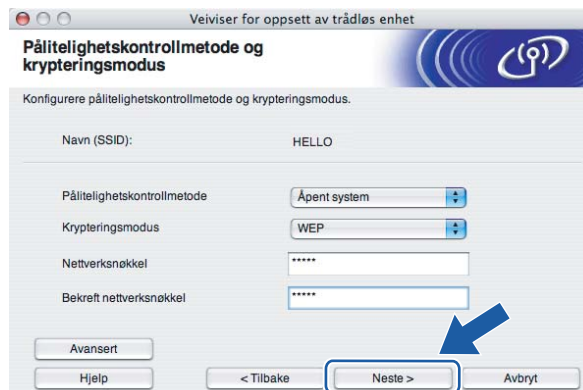 Veiviser for oppsett av trådløs enhet
Pålitelighetskontrollmetode og
krypteringsmodus
Konfigurere pålitelighetskontrollmetode og krypteringsmodus.
Navn (SSID): HELLO
Pålitelighetskontrollmetode Åpent system
Krypteringsmodus WEP
Nettverksnøkkel *****
Bekreft nettverksnøkkel *****
Avansert
Hjelp < Tilbake Neste > Avbryt